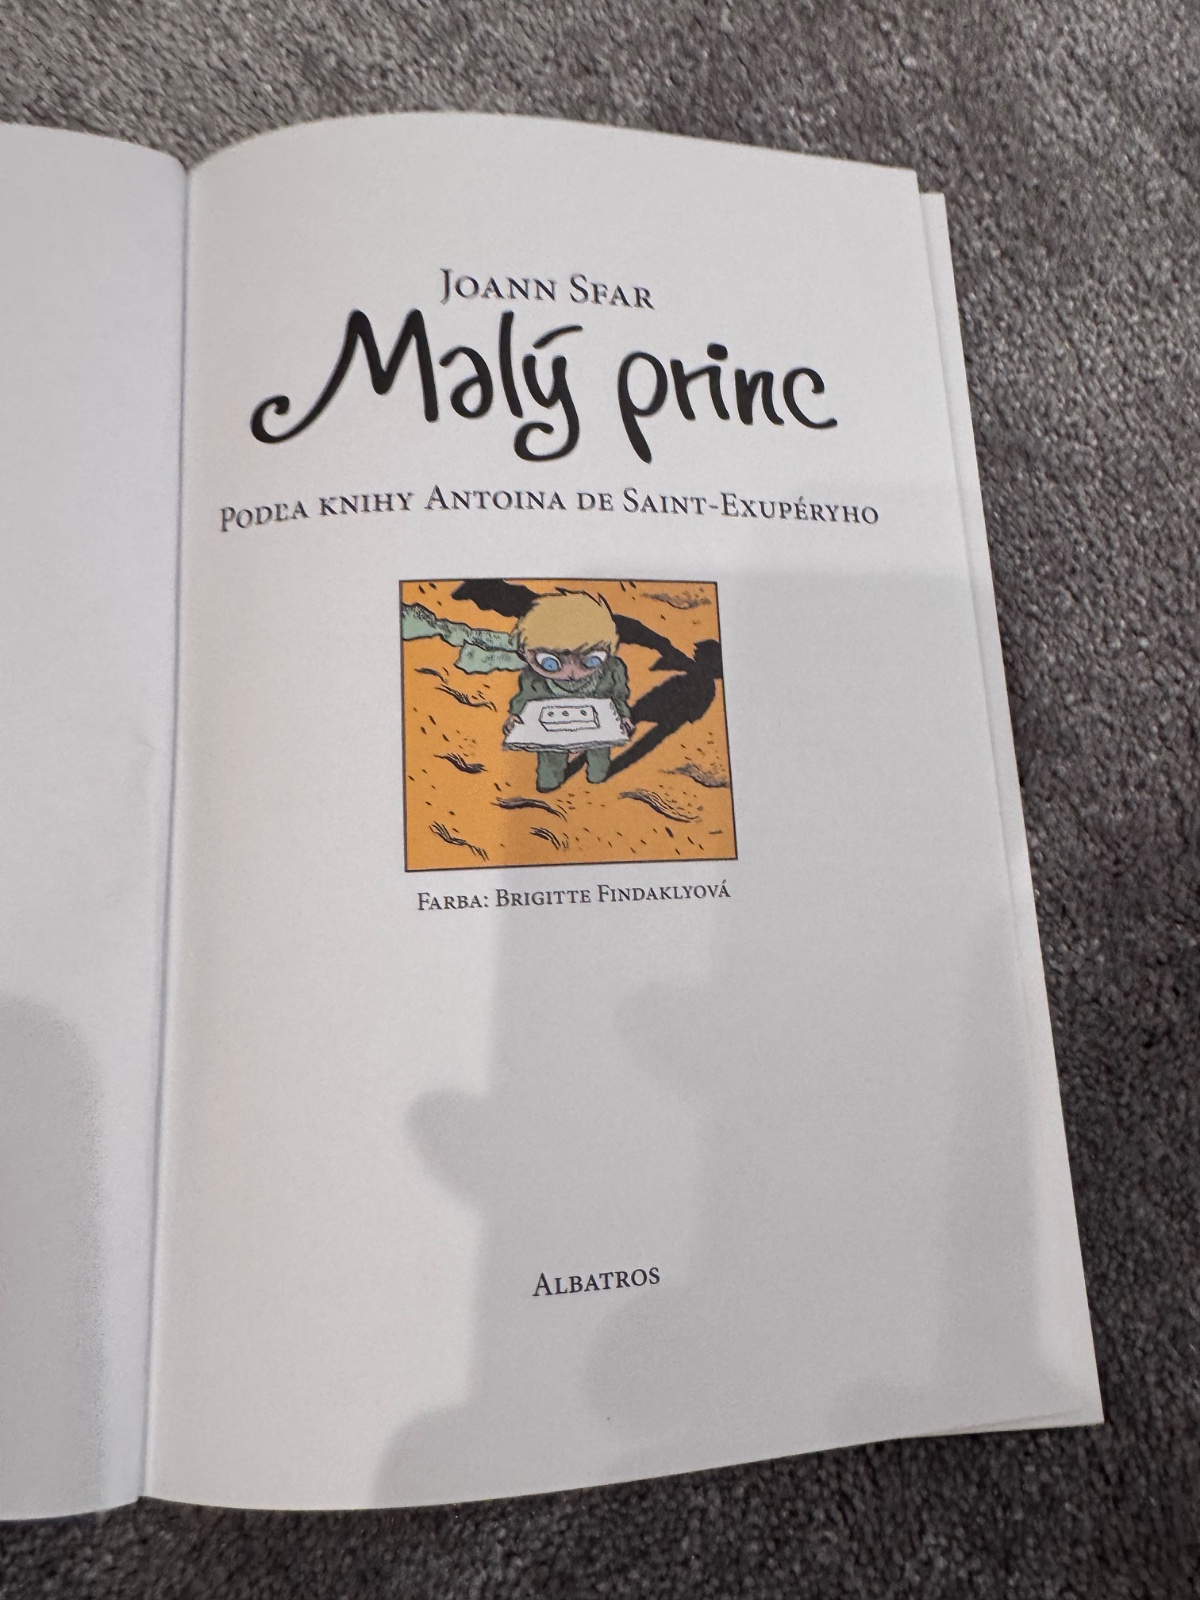 Joann Sfar
Malý princ
Podľa knihy Antoina de Saint-Exupéryho
Farba: Brigitte Findaklyová
Albatros